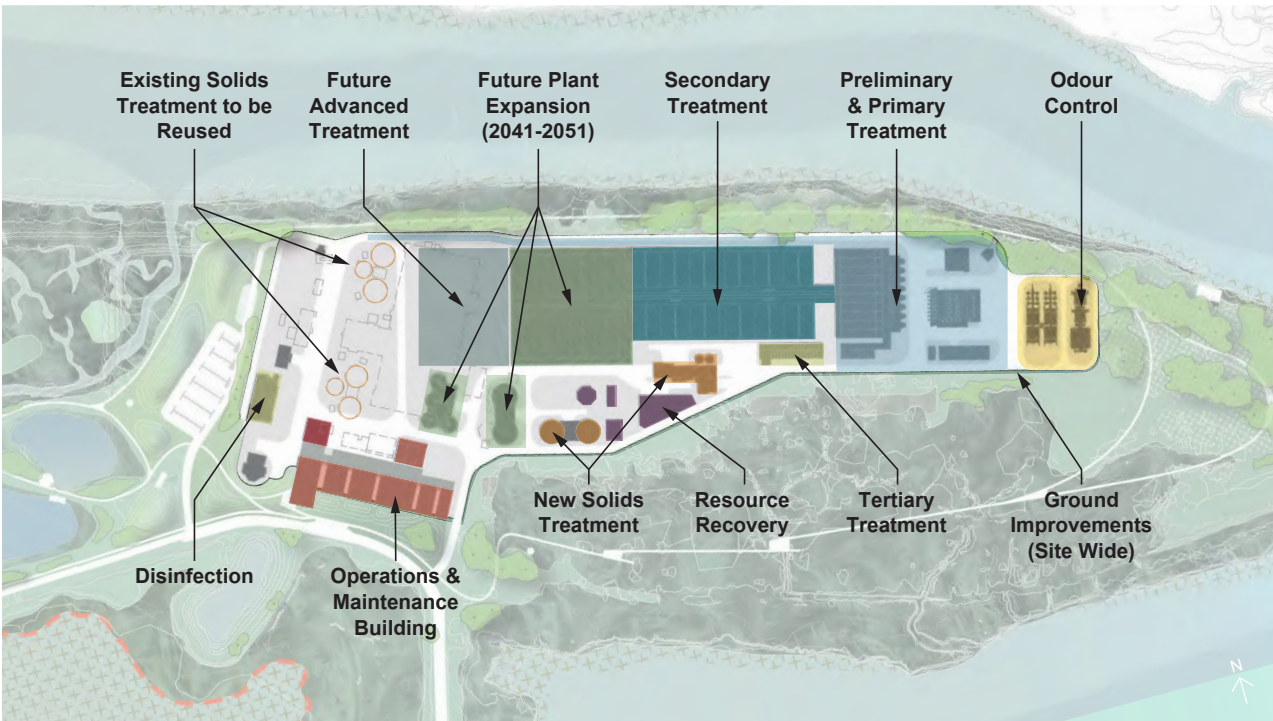 Existing Solids
Treatment to be
Reused
Future
Advanced
Treatment
Future Plant
Expansion
(2041-2051)
Secondary
Treatment
Preliminary
& Primary
Treatment
Odour
Control
Disinfection
Operations &
Maintenance
Building
New Solids
Treatment
Resource
Recovery
Tertiary
Treatment
Ground
Improvements
(Site Wide)
N